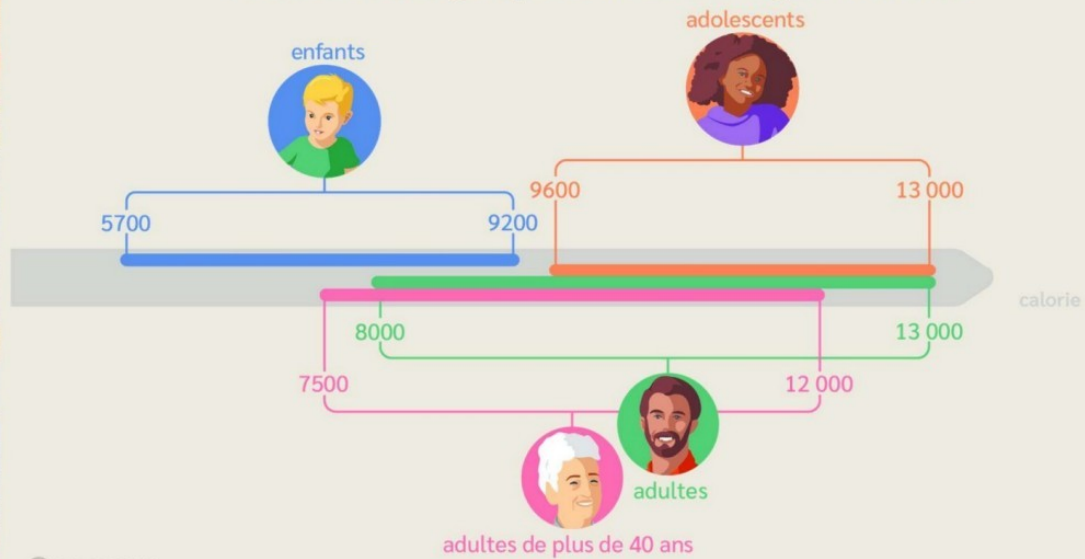 adolescents
enfants
9600
13 000
5700
9200
calorie
8000
13 000
7500
12 000
adultes
adultes de plus de 40 ans